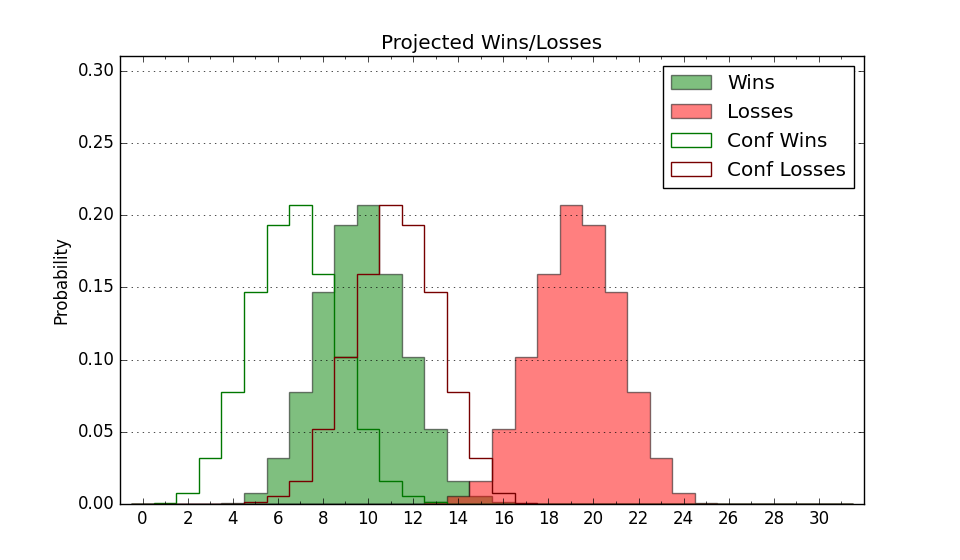 Projected Wins/Losses
0.30
0.25
0.20
0.15
0.10
0.05
0.00
Probability
Wins
Losses
Conf Wins
Conf Losses
0 2 4 6 8 10 12 14 16 18 20 22 24 26 28 30